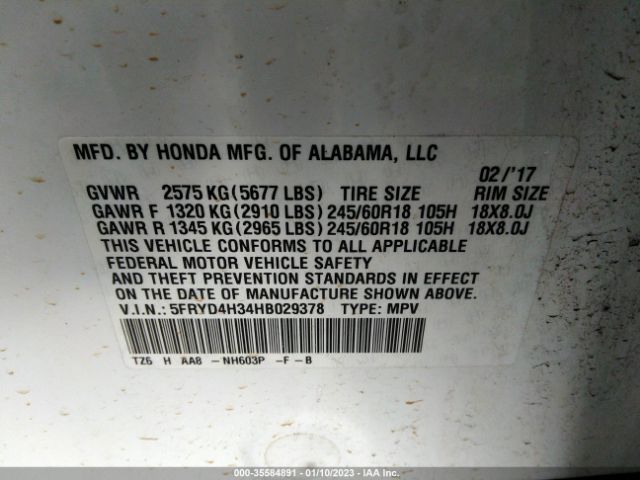 MFD. BY HONDA MFG. OF ALABAMA, LLC
02/'17
GVWR 2575 KG(5677 LBS) TIRE SIZE RIM SIZE
GAWR F 1320 KG(2910 LBS) 245/60R18 105H 18X8.0J
GAWR R 1345 KG(2965 LBS) 245/60R18 105H 18X8.0J
THIS VEHICLE CONFORMS TO ALL APPLICABLE
FEDERAL MOTOR VEHICLE SAFETY
AND THEFT PREVENTION STANDARDS IN EFFECT
ON THE DATE OF MANUFACTURE SHOWN ABOVE.
V.I.N.: 5FRYD4H34HB029378 TYPE: MPV
TZ6 H AA8 -NH603P -F-B
000-35584891 - 01/10/2023 - IAAI.COM